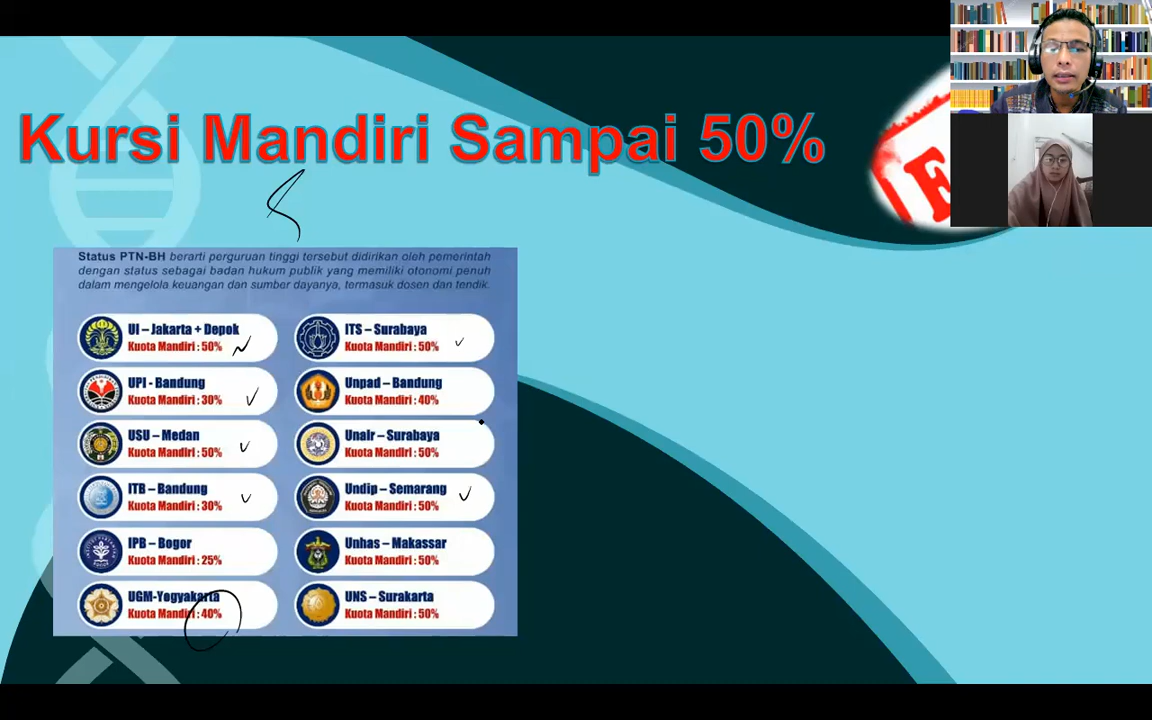 Kursi Mandiri Sampai 50%
E
Status PTN-BH berarti perguruan tinggi tersebut didirikan oleh pemerintah
dengan status sebagai badan hukum publik yang memiliki otonomi penuh
dalam mengelola keuangan dan sumber dayanya, termasuk dosen dan tendik.
UI – Jakarta + Depok
Kuota Mandiri : 50%
UPI - Bandung
Kuota Mandiri : 30%
USU – Medan
Kuota Mandiri : 50%
ITB – Bandung
Kuota Mandiri : 30%
IPB – Bogor
Kuota Mandiri : 25%
UGM-Yogyakarta
Kuota Mandiri : 40%
ITS – Surabaya
Kuota Mandiri : 50%
Unpad – Bandung
Kuota Mandiri : 40%
Unair – Surabaya
Kuota Mandiri : 50%
Undip – Semarang
Kuota Mandiri : 50%
Unhas – Makassar
Kuota Mandiri : 50%
UNS – Surakarta
Kuota Mandiri : 50%